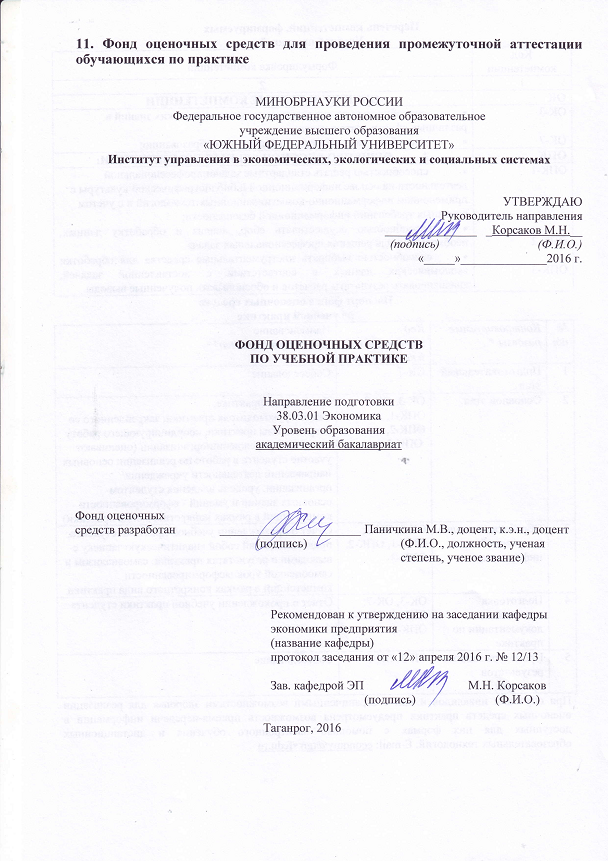 11. Фонд оценочных средств для проведения промежуточной аттестации
обучающихся по практике
МИНОБРНАУКИ РОССИИ
Федеральное государственное автономное образовательное
учреждение высшего образования
«ЮЖНЫЙ ФЕДЕРАЛЬНЫЙ УНИВЕРСИТЕТ»
Институт управления в экономических, экологических и социальных системах
УТВЕРЖДАЮ
Руководитель направления
Корсаков М.Н.
(подпись) (Ф.И.О.)
«_____»______________2016 г.
ФОНД ОЦЕНОЧНЫХ СРЕДСТВ
ПО УЧЕБНОЙ ПРАКТИКЕ
Направление подготовки
38.03.01 Экономика
Уровень образования
академический бакалавриат
Фонд оценочных
средств разработан _______________________ Паничкина М.В., доцент, к.э.н., доцент
(подпись) (Ф.И.О., должность, ученая
степень, ученое звание)
Рекомендован к утверждению на заседании кафедры
экономики предприятия
(название кафедры)
протокол заседания от «12» апреля 2016 г. № 12/13
Зав. кафедрой ЭП М.Н. Корсаков
(подпись) (Ф.И.О.)
Таганрог, 2016